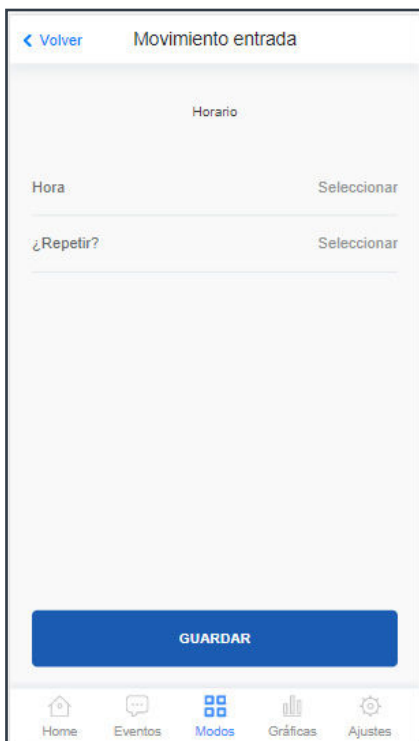 Volver Movimiento entrada
Horario
Hora Seleccionar
¿Repetir? Seleccionar
GUARDAR
Home Eventos Modos Gráficas Ajustes